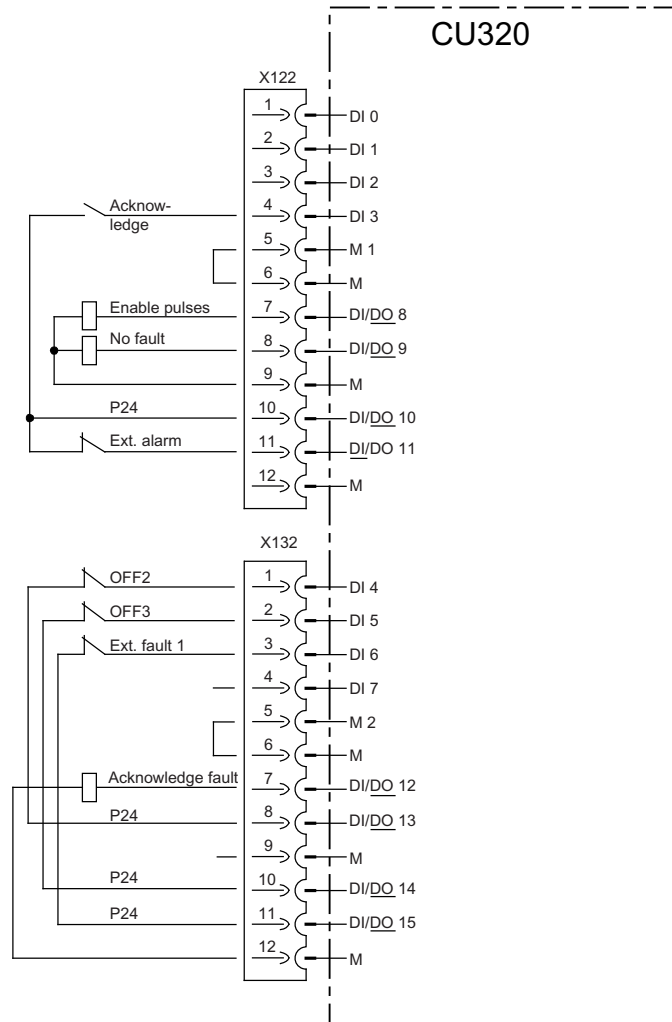 CU320
X122
1 DI 0
2 DI 1
3 DI 2
Acknow-
ledge
4 DI 3
5 M 1
6 M
Enable pulses 7 DI/DO 8
No fault 8 DI/DO 9
9 M
P24 10 DI/DO 10
Ext. alarm 11 DI/DO 11
12 M
X132
OFF2 1 DI 4
OFF3 2 DI 5
Ext. fault 1 3 DI 6
4 DI 7
5 M 2
6 M
Acknowledge fault 7 DI/DO 12
P24 8 DI/DO 13
9 M
P24 10 DI/DO 14
P24 11 DI/DO 15
12 M